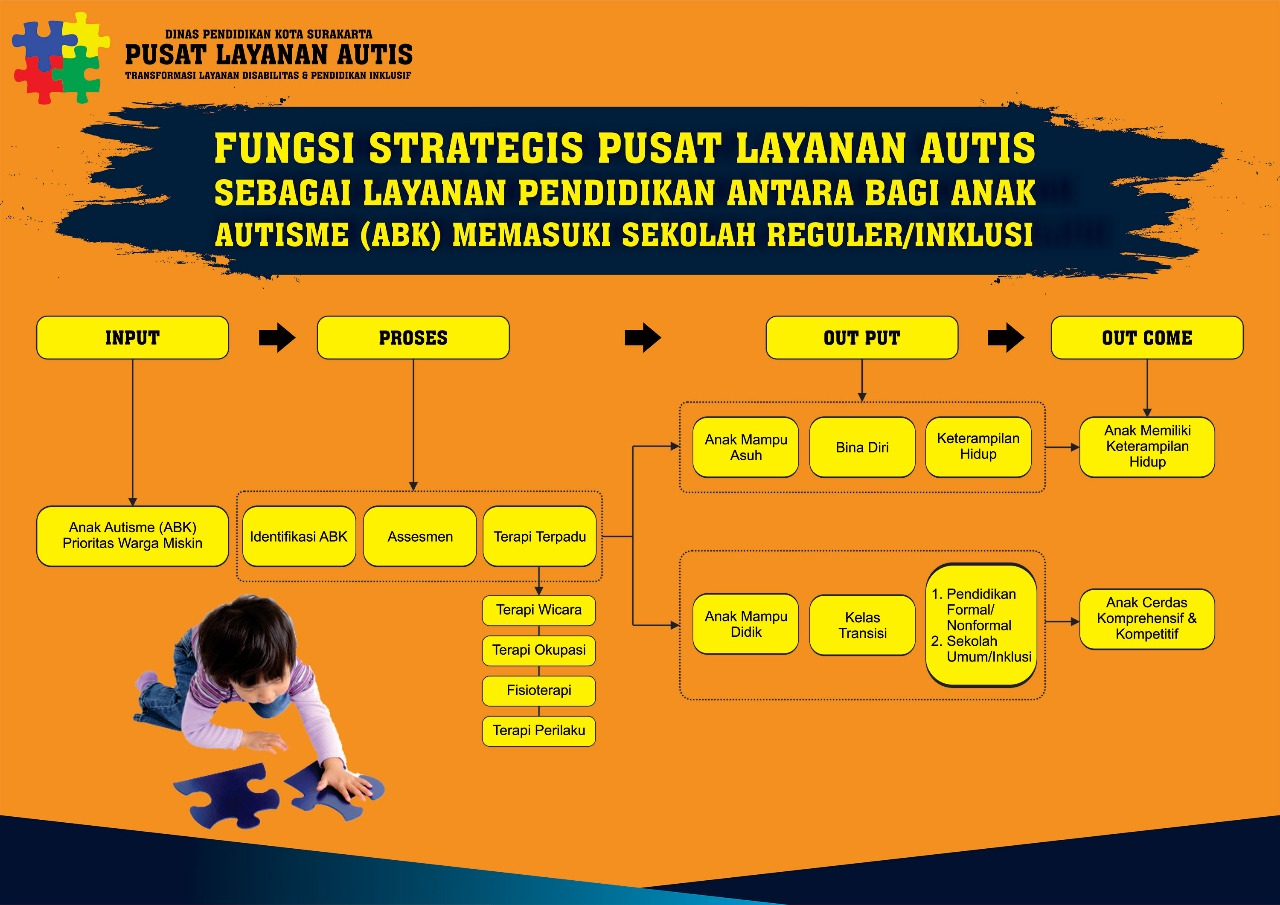 DINAS PENDIDIKAN KOTA SURAKARTA
PUSAT LAYANAN AUTIS
TRANSFORMASI LAYANAN DISABILITAS & PENDIDIKAN INKLUSIF
FUNGSI STRATEGIS PUSAT LAYANAN AUTIS
SEBAGAI LAYANAN PENDIDIKAN ANTARA BAGI ANAK
AUTISME (ABK) MEMASUKI SEKOLAH REGULER/INKLUSI
INPUT
PROSES
OUT PUT
OUT COME
Anak Autisme (ABK)
Prioritas Warga Miskin
Identifikasi ABK
Assesmen
Terapi Terpadu
Terapi Wicara
Terapi Okupasi
Fisioterapi
Terapi Perilaku
Anak Mampu
Asuh
Bina Diri
Keterampilan
Hidup
Anak Memiliki
Keterampilan
Hidup
Anak Mampu
Didik
Kelas
Transisi
1. Pendidikan
Formal/
Nonformal
2. Sekolah
Umum/Inklusi
Anak Cerdas
Komprehensif &
Kompetitif